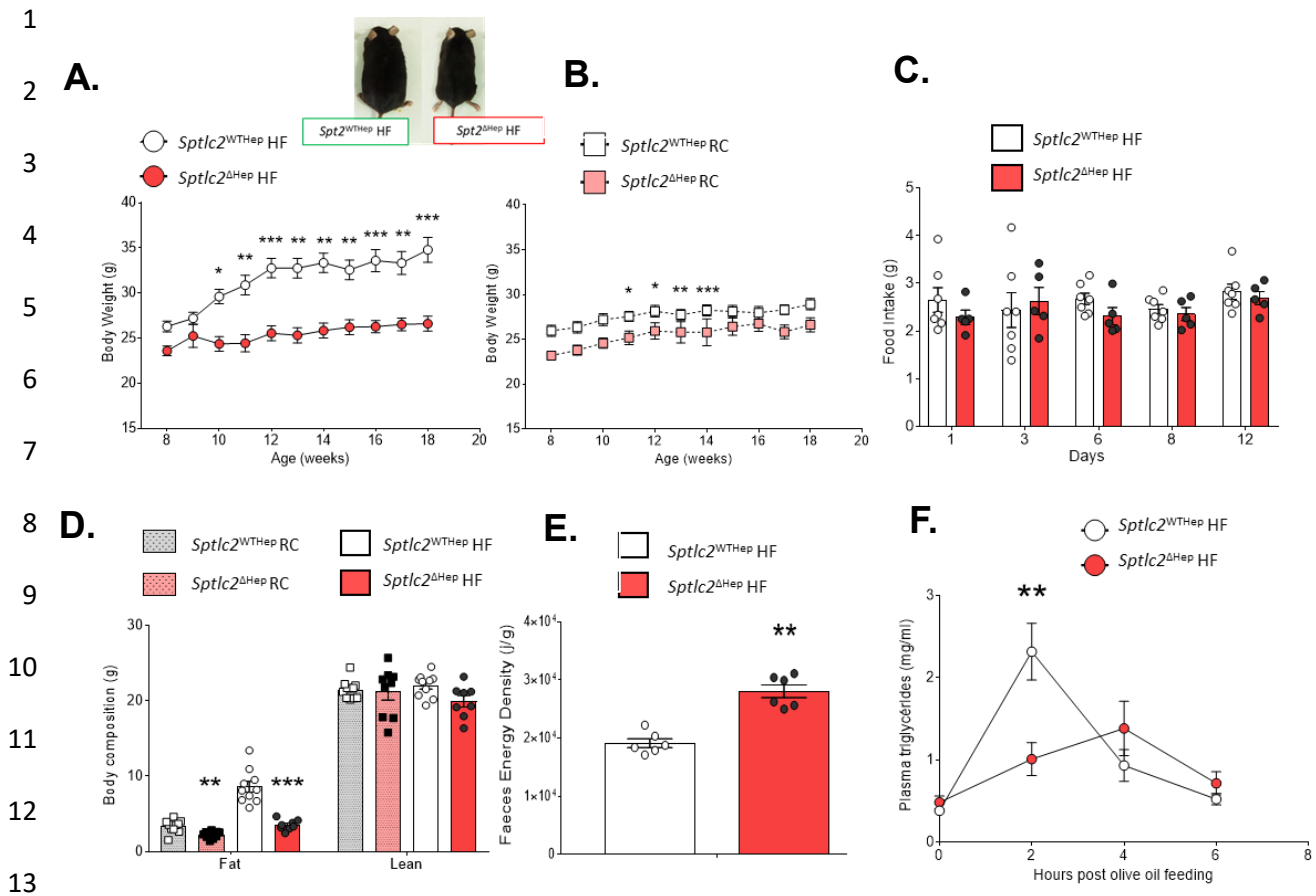 1
2
3
4
5
6
7
8
9
10
11
12
13
A.
Spt2WTHep HF
Spt2ΔHep HF
Sptlc2WTHep HF
Sptlc2ΔHep HF
Body Weight (g)
40
35
30
25
20
15
* ** *** ** ** ** *** ** ***
8 10 12 14 16 18 20
Age (weeks)
B.
Sptlc2WTHep RC
Sptlc2ΔHep RC
Body Weight (g)
40
35
30
25
20
15
* * ** ***
8 10 12 14 16 18 20
Age (weeks)
C.
Sptlc2WTHep HF
Sptlc2ΔHep HF
Food Intake (g)
5
4
3
2
1
0
1 3 6 8 12
Days
D.
Sptlc2WTHep RC
Sptlc2ΔHep RC
Sptlc2WTHep HF
Sptlc2ΔHep HF
Body composition (g)
30
20
10
0
** ***
Fat Lean
E.
Sptlc2WTHep HF
Sptlc2ΔHep HF
Faeces Energy Density (j/g)
4×10⁴
3×10⁴
2×10⁴
1×10⁴
0
**
F.
Sptlc2WTHep HF
Sptlc2ΔHep HF
Plasma triglycérides (mg/ml)
3
2
1
0
**
0 2 4 6 8
Hours post olive oil feeding